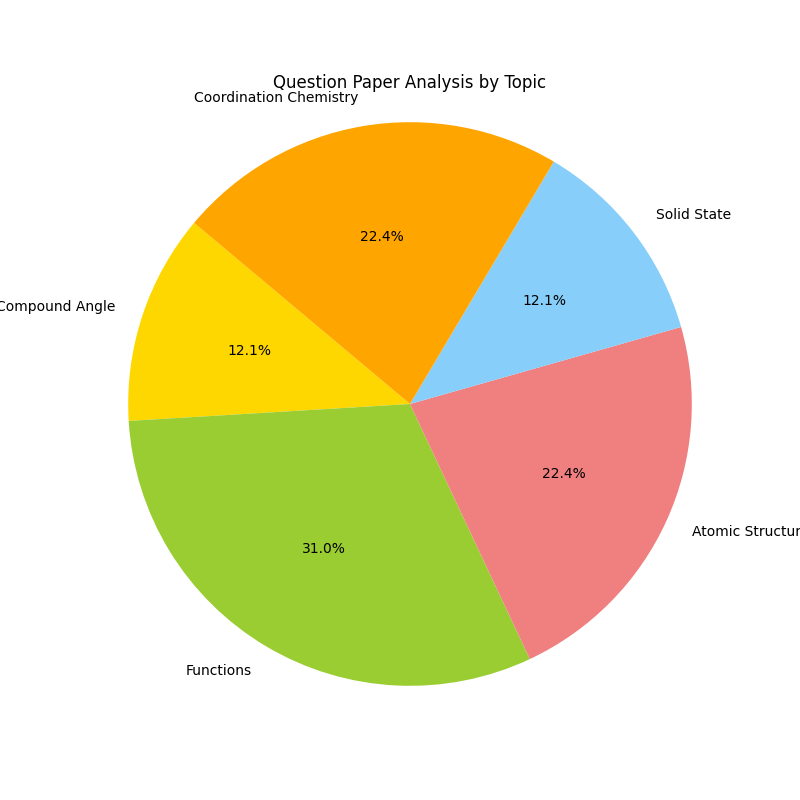 Question Paper Analysis by Topic
Coordination Chemistry
Solid State
22.4%
12.1%
Compound Angle
12.1%
22.4%
Atomic Structur
31.0%
Functions